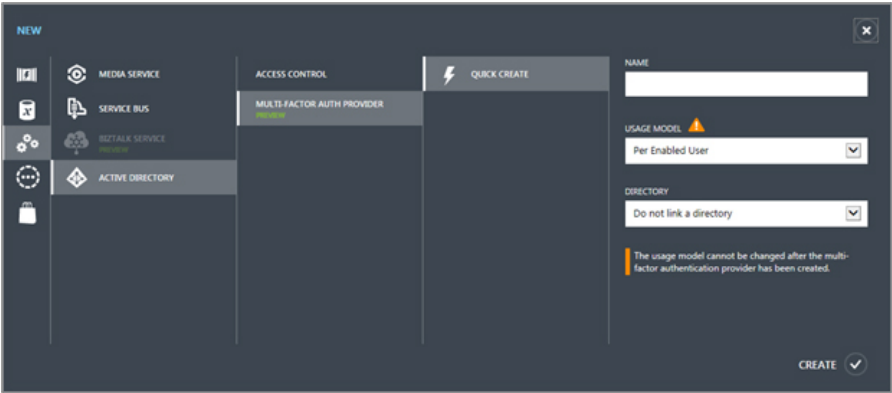 NEW
MEDIA SERVICE
SERVICE BUS
BIZTALK SERVICE
PREVIEW
ACTIVE DIRECTORY
ACCESS CONTROL
MULTI-FACTOR AUTH PROVIDER
PREVIEW
QUICK CREATE
NAME
USAGE MODEL
Per Enabled User
DIRECTORY
Do not link a directory
The usage model cannot be changed after the multi-
factor authentication provider has been created.
CREATE